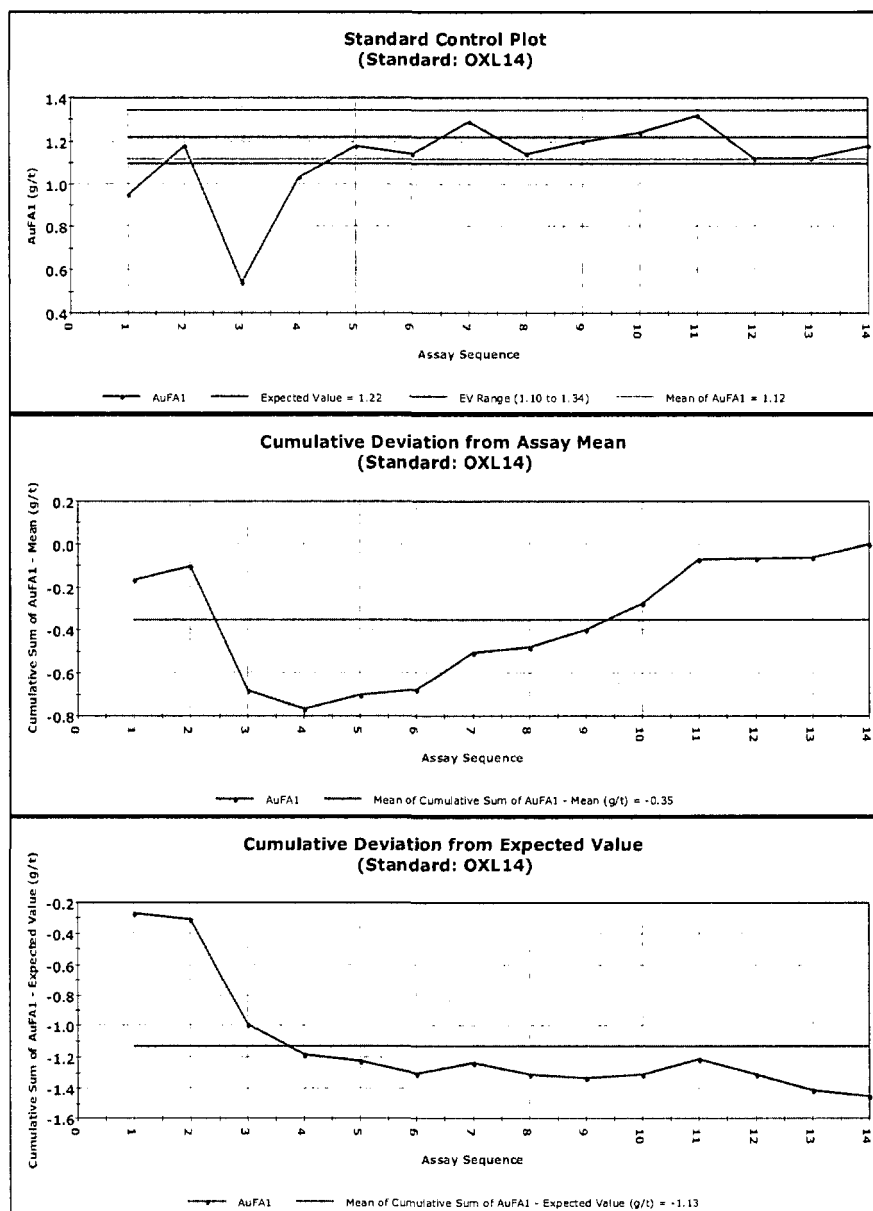 Standard Control Plot
(Standard: OXL14)
AuFA1 (g/t)
1.4
1.2
1.0
0.8
0.6
0.4
0 1 2 3 4 5 6 7 8 9 10 11 12 13 14
Assay Sequence
AuFA1 Expected Value = 1.22 EV Range (1.10 to 1.34) Mean of AuFA1 = 1.12
Cumulative Deviation from Assay Mean
(Standard: OXL14)
Cumulative Sum of AuFA1 - Mean (g/t)
0.2
0.0
-0.2
-0.4
-0.6
-0.8
0 1 2 3 4 5 6 7 8 9 10 11 12 13 14
Assay Sequence
AuFA1 Mean of Cumulative Sum of AuFA1 - Mean (g/t) = -0.35
Cumulative Deviation from Expected Value
(Standard: OXL14)
Cumulative Sum of AuFA1 - Expected Value (g/t)
-0.2
-0.4
-0.6
-0.8
-1.0
-1.2
-1.4
-1.6
0 1 2 3 4 5 6 7 8 9 10 11 12 13 14
Assay Sequence
AuFA1 Mean of Cumulative Sum of AuFA1 - Expected Value (g/t) = -1.13